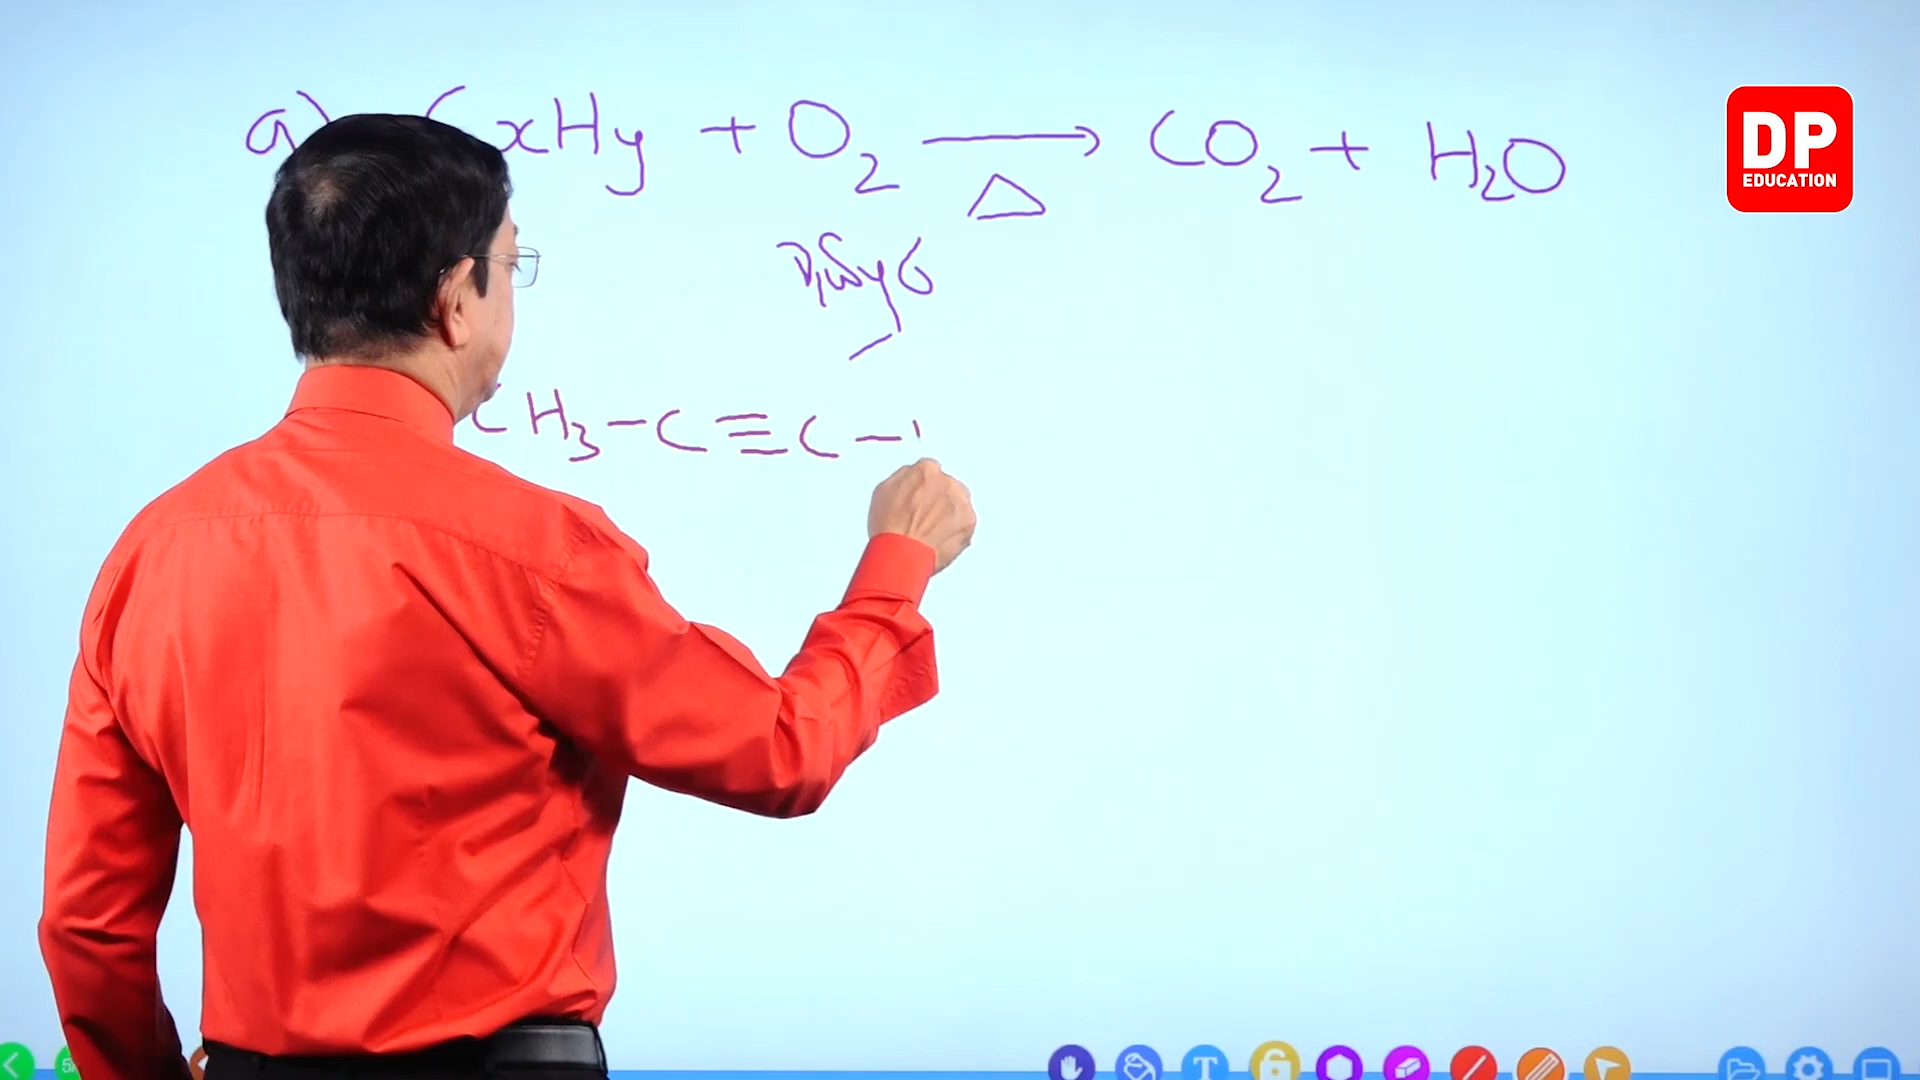 a) CxHy + O₂ ⟶ CO₂ + H₂O
Δ
CH₃ – C ≡ C –
DP
EDUCATION
T